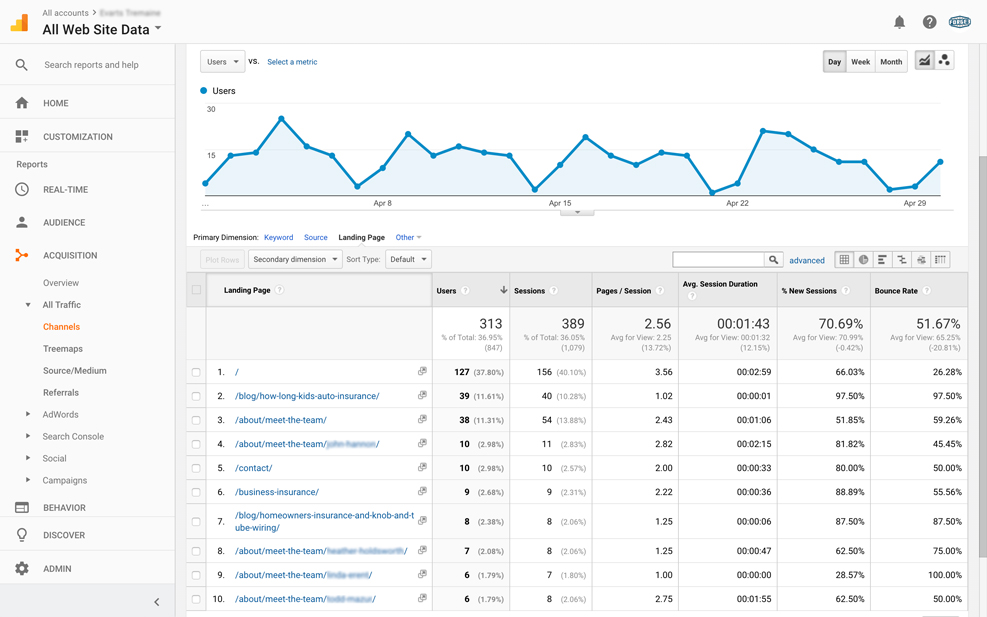 All accounts >
All Web Site Data
?
Search reports and help
HOME
CUSTOMIZATION
Reports
REAL-TIME
AUDIENCE
ACQUISITION
Overview
All Traffic
Channels
Treemaps
Source/Medium
Referrals
AdWords
Search Console
Social
Campaigns
BEHAVIOR
DISCOVER
ADMIN
Users VS. Select a metric
Day Week Month
Users
30
15
... Apr 8 Apr 15 Apr 22 Apr 29
Primary Dimension: Keyword Source Landing Page Other
Plot Rows Secondary dimension Sort Type: Default advanced
Landing Page ? Users ? Sessions ? Pages / Session ? Avg. Session Duration ? % New Sessions ? Bounce Rate ?
313 389 2.56 00:01:43 70.69% 51.67%
% of Total: 36.95% % of Total: 36.05% Avg for View: 2.25 Avg for View: 00:01:32 Avg for View: 70.99% Avg for View: 65.25%
(847) (1,079) (13.72%) (12.15%) (-0.42%) (-20.81%)
1. / 127 (37.80%) 156 (40.10%) 3.56 00:02:59 66.03% 26.28%
2. /blog/how-long-kids-auto-insurance/ 39 (11.61%) 40 (10.28%) 1.02 00:00:01 97.50% 97.50%
3. /about/meet-the-team/ 38 (11.31%) 54 (13.88%) 2.43 00:01:06 51.85% 59.26%
4. /about/meet-the-team/ / 10 (2.98%) 11 (2.83%) 2.82 00:02:15 81.82% 45.45%
5. /contact/ 10 (2.98%) 10 (2.57%) 2.00 00:00:33 80.00% 50.00%
6. /business-insurance/ 9 (2.68%) 9 (2.31%) 2.22 00:00:36 88.89% 55.56%
7. /blog/homeowners-insurance-and-knob-and-t
ube-wiring/ 8 (2.38%) 8 (2.06%) 1.25 00:00:06 87.50% 87.50%
8. /about/meet-the-team/ / 7 (2.08%) 8 (2.06%) 1.25 00:00:47 62.50% 75.00%
9. /about/meet-the-team/ / 6 (1.79%) 7 (1.80%) 1.00 00:00:00 28.57% 100.00%
10. /about/meet-the-team/ / 6 (1.79%) 8 (2.06%) 2.75 00:01:55 62.50% 50.00%